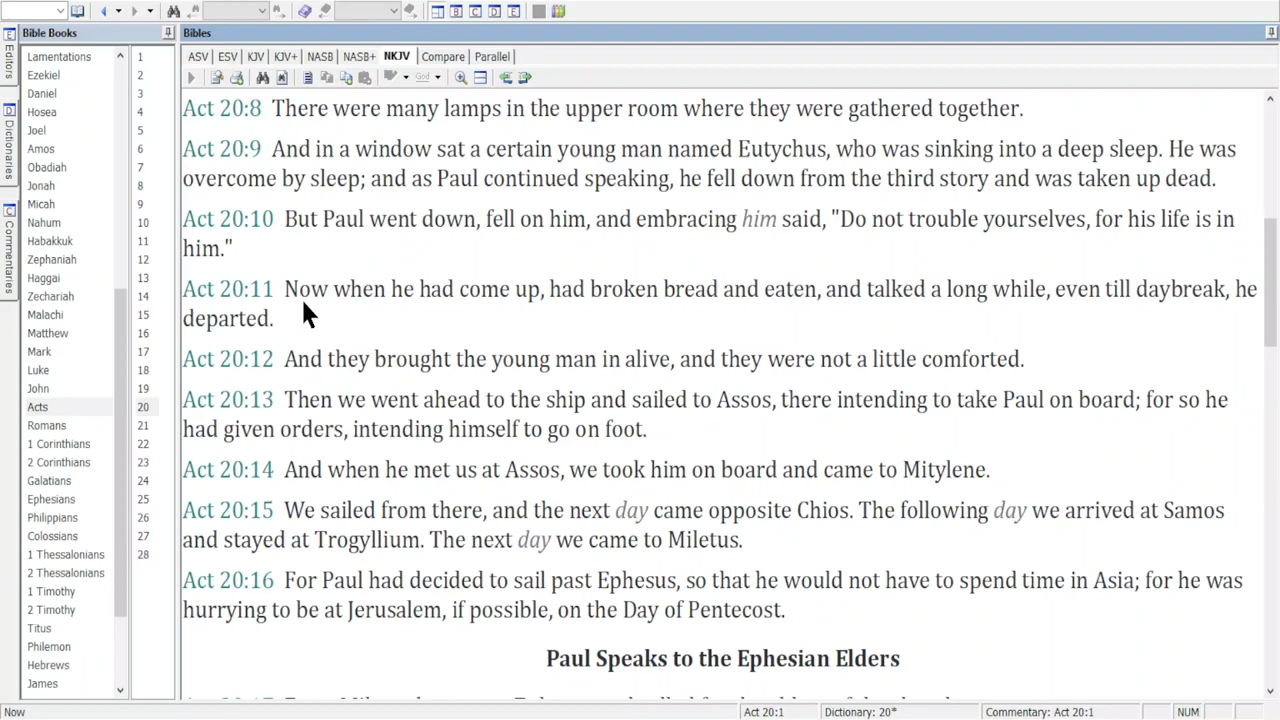 Bible Books
Bibles
Editors
Dictionaries
Commentaries
Lamentations
Ezekiel
Daniel
Hosea
Joel
Amos
Obadiah
Jonah
Micah
Nahum
Habakkuk
Zephaniah
Haggai
Zechariah
Malachi
Matthew
Mark
Luke
John
Acts
Romans
1 Corinthians
2 Corinthians
Galatians
Ephesians
Philippians
Colossians
1 Thessalonians
2 Thessalonians
1 Timothy
2 Timothy
Titus
Philemon
Hebrews
James
1
2
3
4
5
6
7
8
9
10
11
12
13
14
15
16
17
18
19
20
21
22
23
24
25
26
27
28
ASV ESV KJV KJV+ NASB NASB+ NKJV Compare Parallel
Act 20:8 There were many lamps in the upper room where they were gathered together.
Act 20:9 And in a window sat a certain young man named Eutychus, who was sinking into a deep sleep. He was
overcome by sleep; and as Paul continued speaking, he fell down from the third story and was taken up dead.
Act 20:10 But Paul went down, fell on him, and embracing him said, "Do not trouble yourselves, for his life is in
him."
Act 20:11 Now when he had come up, had broken bread and eaten, and talked a long while, even till daybreak, he
departed.
Act 20:12 And they brought the young man in alive, and they were not a little comforted.
Act 20:13 Then we went ahead to the ship and sailed to Assos, there intending to take Paul on board; for so he
had given orders, intending himself to go on foot.
Act 20:14 And when he met us at Assos, we took him on board and came to Mitylene.
Act 20:15 We sailed from there, and the next day came opposite Chios. The following day we arrived at Samos
and stayed at Trogyllium. The next day we came to Miletus.
Act 20:16 For Paul had decided to sail past Ephesus, so that he would not have to spend time in Asia; for he was
hurrying to be at Jerusalem, if possible, on the Day of Pentecost.
Paul Speaks to the Ephesian Elders
Now
Act 20:1
Dictionary: 20*
Commentary: Act 20:1
NUM